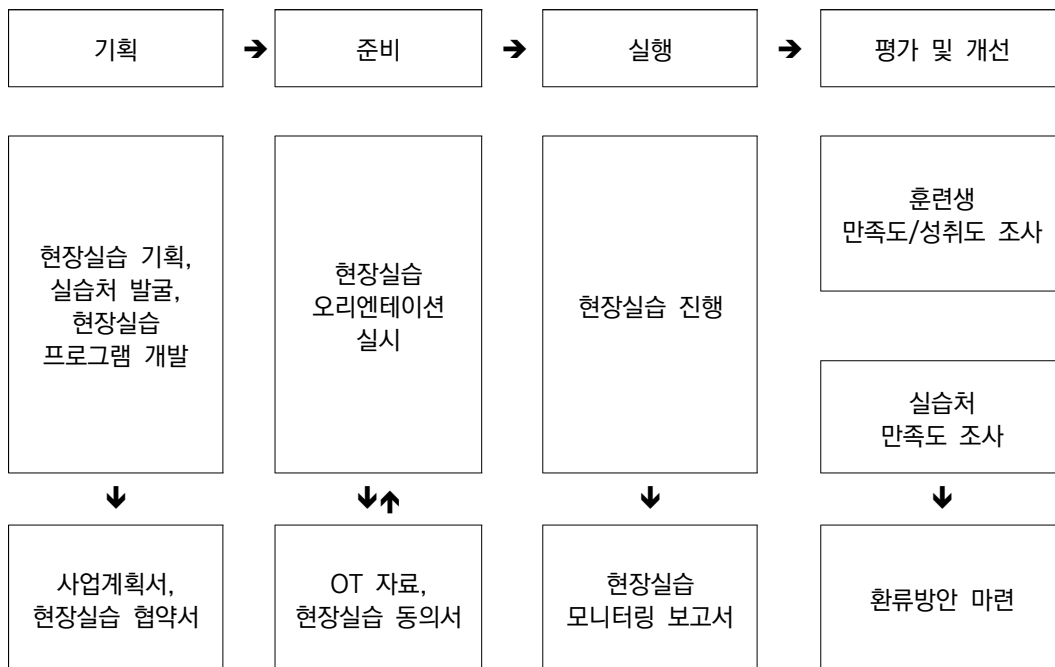 기획 → 준비 → 실행 → 평가 및 개선
현장실습 기획,
실습처 발굴,
현장실습
프로그램 개발
현장실습
오리엔테이션
실시
현장실습 진행
훈련생
만족도/성취도 조사
실습처
만족도 조사
사업계획서,
현장실습 협약서
OT 자료,
현장실습 동의서
현장실습
모니터링 보고서
환류방안 마련